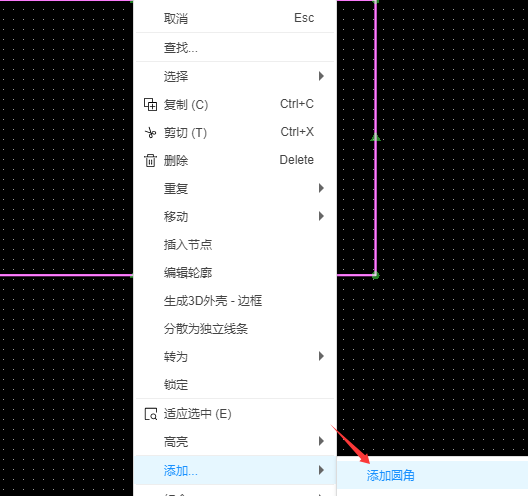 取消 Esc
查找...
选择
复制 (C) Ctrl+C
剪切 (T) Ctrl+X
删除 Delete
重复
移动
插入节点
编辑轮廓
生成3D外壳 - 边框
分散为独立线条
转为
锁定
适应选中 (E)
高亮
添加...
添加圆角